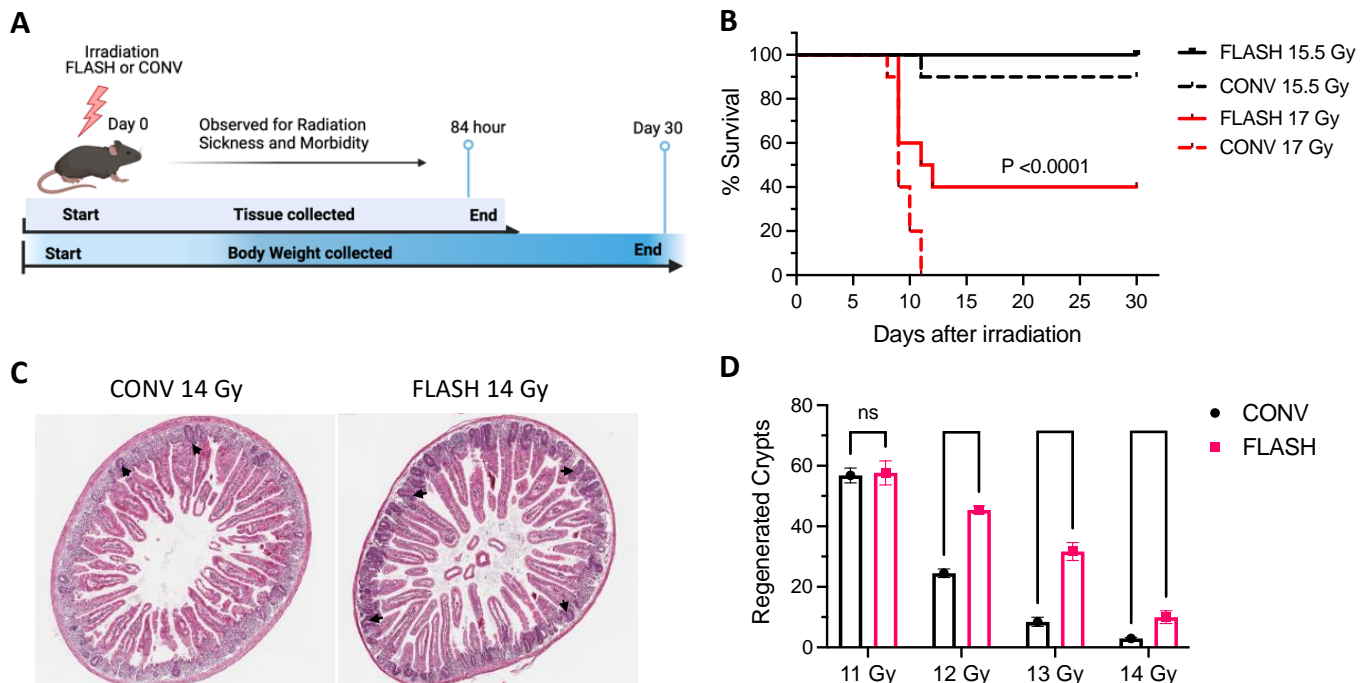 A
Irradiation
FLASH or CONV
Day 0
Observed for Radiation
Sickness and Morbidity
84 hour
Day 30
Start
Tissue collected
End
Start
Body Weight collected
End
B
% Survival
100
80
60
40
20
0
P <0.0001
0 5 10 15 20 25 30
Days after irradiation
FLASH 15.5 Gy
CONV 15.5 Gy
FLASH 17 Gy
CONV 17 Gy
C
CONV 14 Gy
FLASH 14 Gy
D
Regenerated Crypts
80
60
40
20
0
ns
11 Gy 12 Gy 13 Gy 14 Gy
CONV
FLASH